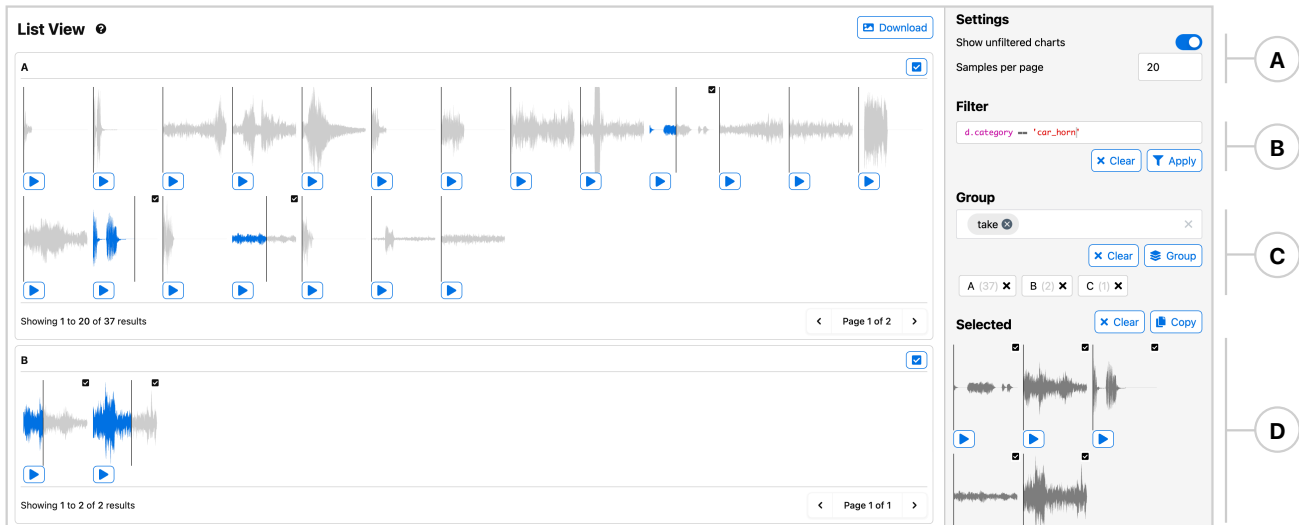 List View
Download
A
Showing 1 to 20 of 37 results
Page 1 of 2
B
Showing 1 to 2 of 2 results
Page 1 of 1
Settings
Show unfiltered charts
Samples per page 20
Filter
d.category == 'car_horn'
Clear Apply
Group
take
Clear Group
A (37) B (2) C (1)
Selected Clear Copy
A
B
C
D